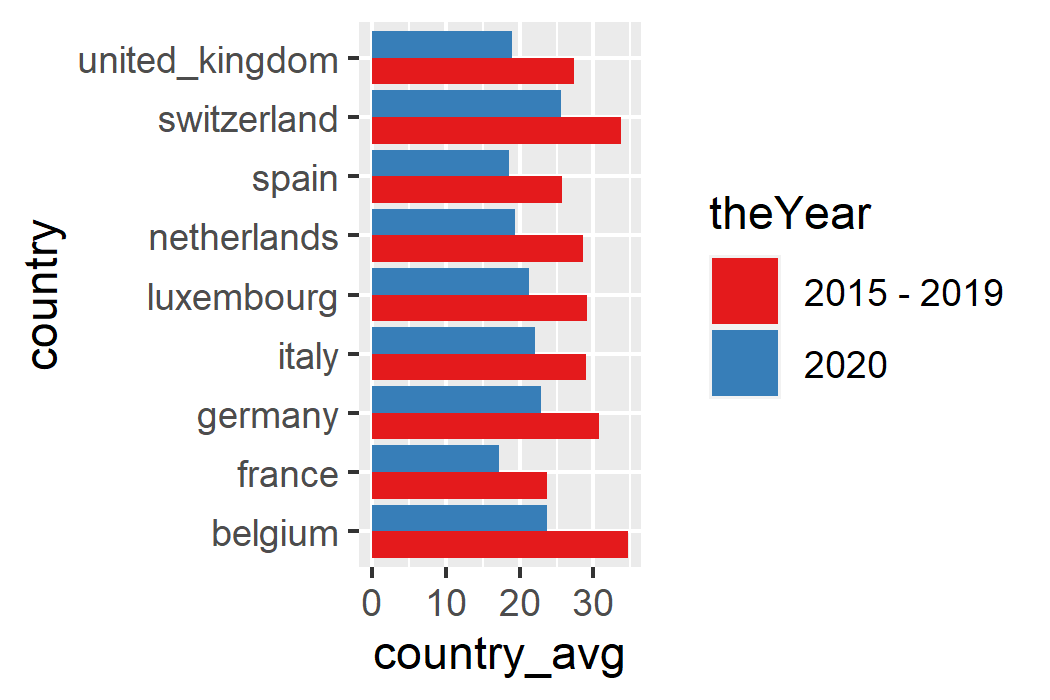 united_kingdom
switzerland
spain
netherlands
luxembourg
italy
germany
france
belgium
country
0 10 20 30
country_avg
theYear
2015 - 2019
2020